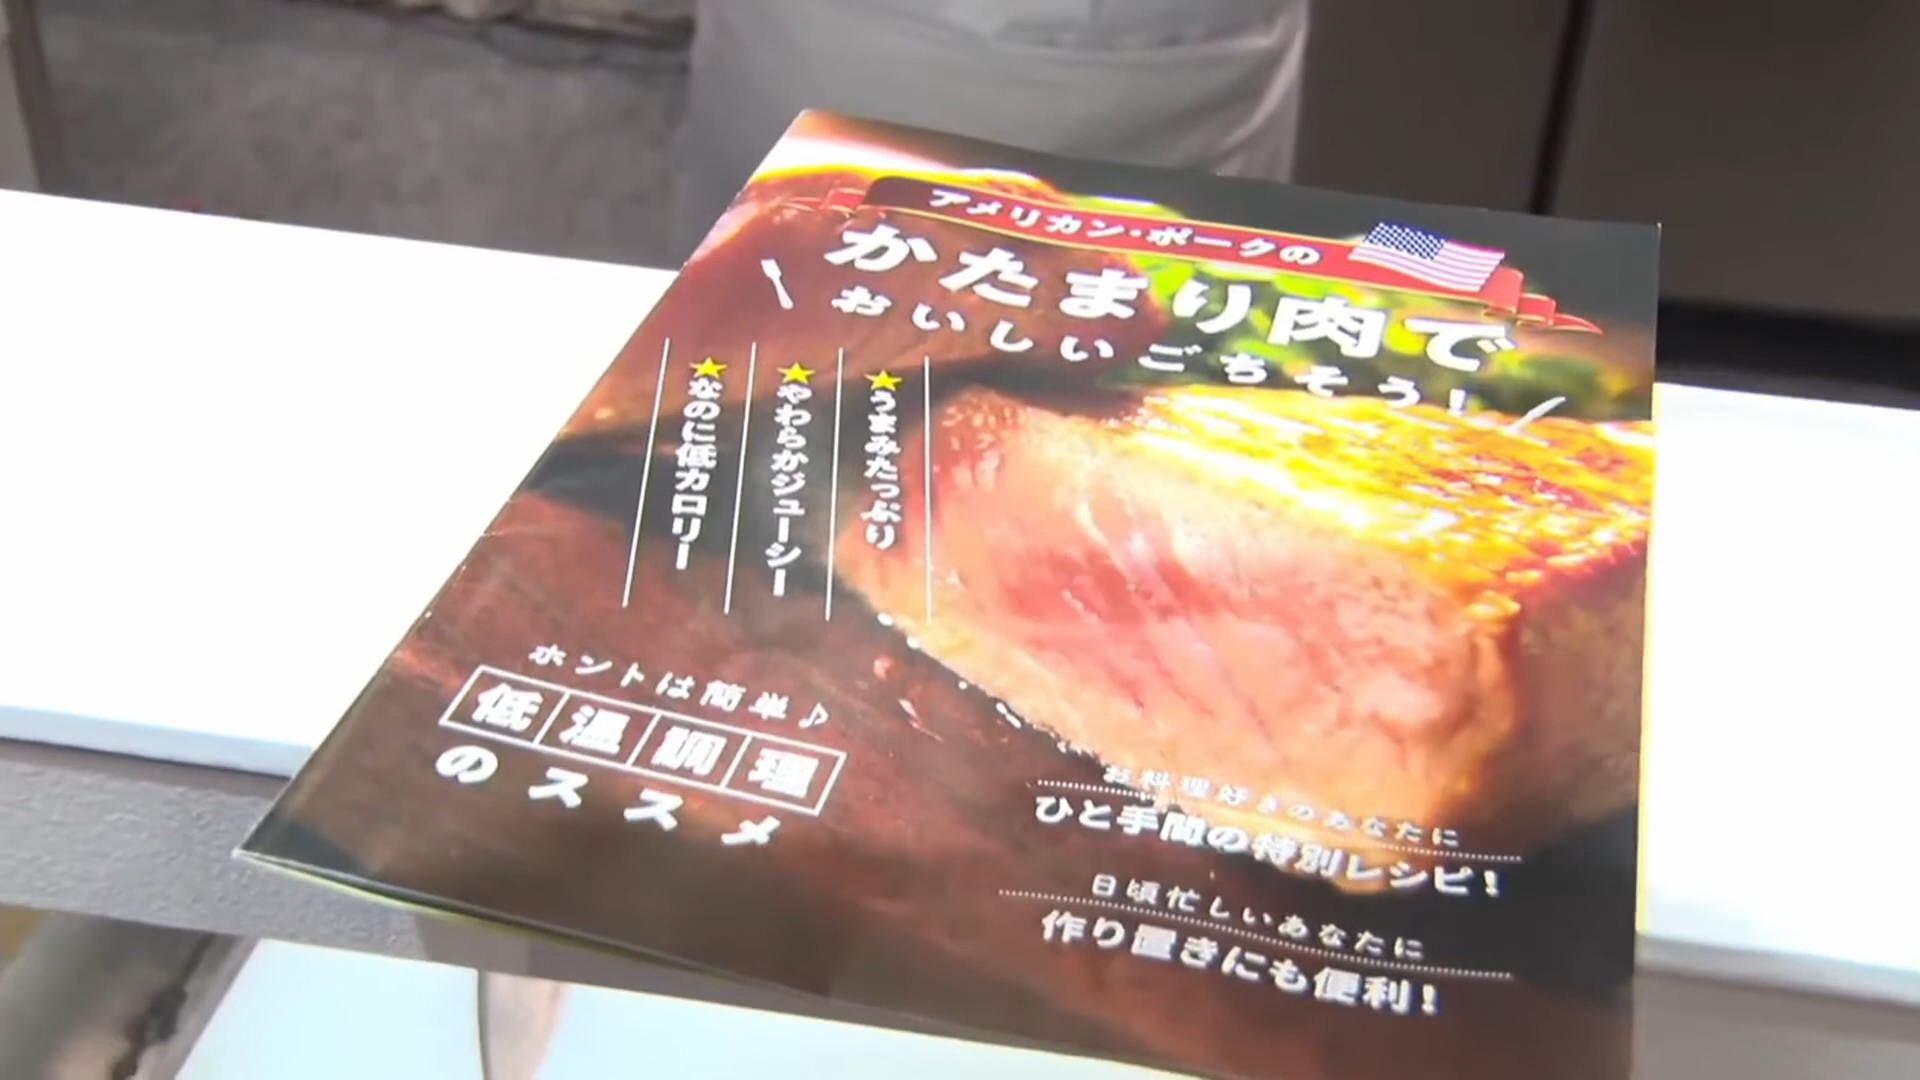 アメリカン・ポークの
かたまり肉で
おいしいごちそう!
★うまみたっぷり
★やわらかジューシー
★なのに低カロリー
ホントは簡単♪
低温調理
のススメ
お料理好きのあなたに
ひと手間の特別レシピ!
日頃忙しいあなたに
作り置きにも便利!